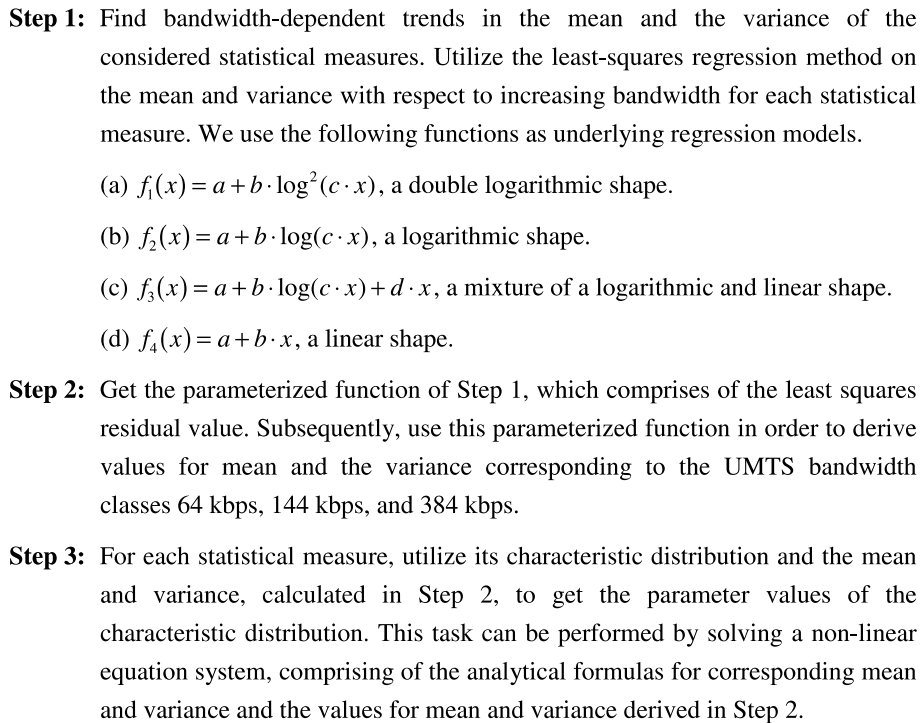 Step 1: Find bandwidth-dependent trends in the mean and the variance of the
considered statistical measures. Utilize the least-squares regression method on
the mean and variance with respect to increasing bandwidth for each statistical
measure. We use the following functions as underlying regression models.
(a) f₁(x) = a + b · log²(c · x), a double logarithmic shape.
(b) f₂(x) = a + b · log(c · x), a logarithmic shape.
(c) f₃(x) = a + b · log(c · x) + d · x, a mixture of a logarithmic and linear shape.
(d) f₄(x) = a + b · x, a linear shape.
Step 2: Get the parameterized function of Step 1, which comprises of the least squares
residual value. Subsequently, use this parameterized function in order to derive
values for mean and the variance corresponding to the UMTS bandwidth
classes 64 kbps, 144 kbps, and 384 kbps.
Step 3: For each statistical measure, utilize its characteristic distribution and the mean
and variance, calculated in Step 2, to get the parameter values of the
characteristic distribution. This task can be performed by solving a non-linear
equation system, comprising of the analytical formulas for corresponding mean
and variance and the values for mean and variance derived in Step 2.